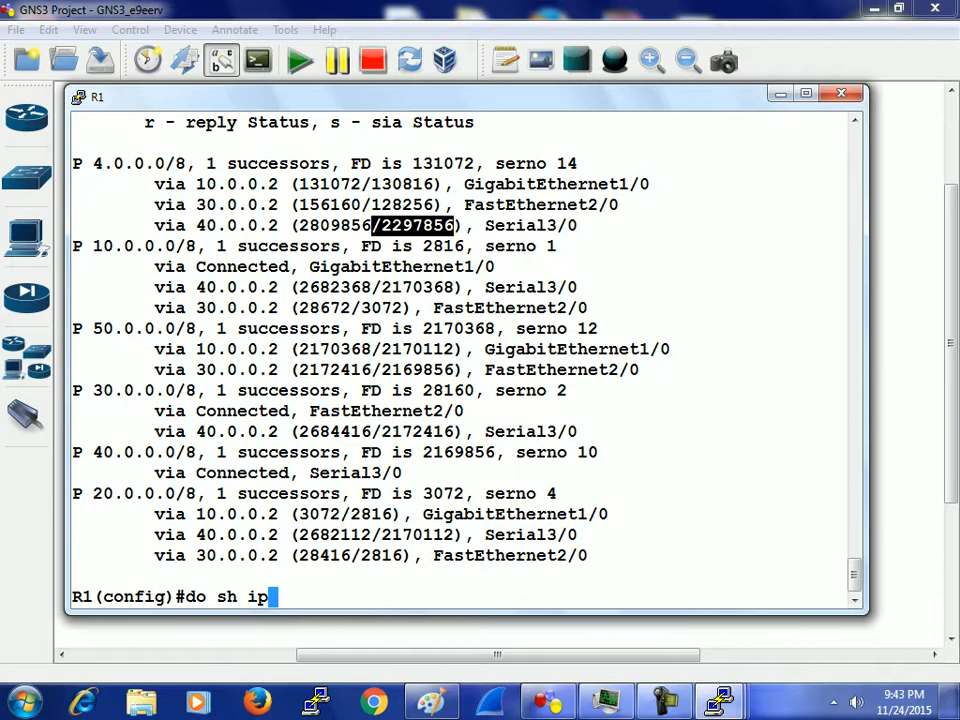 GNS3 Project - GNS3_e9eerv
File Edit View Control Device Annotate Tools Help
a c
b
R1
r - reply Status, s - sia Status
P 4.0.0.0/8, 1 successors, FD is 131072, serno 14
via 10.0.0.2 (131072/130816), GigabitEthernet1/0
via 30.0.0.2 (156160/128256), FastEthernet2/0
via 40.0.0.2 (2809856/2297856), Serial3/0
P 10.0.0.0/8, 1 successors, FD is 2816, serno 1
via Connected, GigabitEthernet1/0
via 40.0.0.2 (2682368/2170368), Serial3/0
via 30.0.0.2 (28672/3072), FastEthernet2/0
P 50.0.0.0/8, 1 successors, FD is 2170368, serno 12
via 10.0.0.2 (2170368/2170112), GigabitEthernet1/0
via 30.0.0.2 (2172416/2169856), FastEthernet2/0
P 30.0.0.0/8, 1 successors, FD is 28160, serno 2
via Connected, FastEthernet2/0
via 40.0.0.2 (2684416/2172416), Serial3/0
P 40.0.0.0/8, 1 successors, FD is 2169856, serno 10
via Connected, Serial3/0
P 20.0.0.0/8, 1 successors, FD is 3072, serno 4
via 10.0.0.2 (3072/2816), GigabitEthernet1/0
via 40.0.0.2 (2682112/2170112), Serial3/0
via 30.0.0.2 (28416/2816), FastEthernet2/0
R1(config)#do sh ip
9:43 PM
11/24/2015